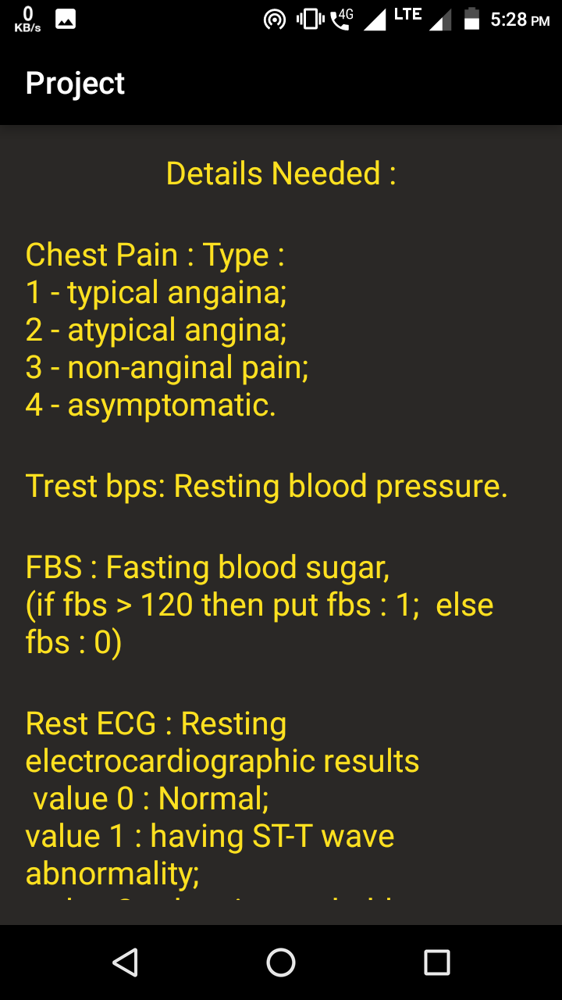 0
KB/s
4G
LTE
5:28 PM
Project
Details Needed :
Chest Pain : Type :
1 - typical angaina;
2 - atypical angina;
3 - non-anginal pain;
4 - asymptomatic.
Trest bps: Resting blood pressure.
FBS : Fasting blood sugar,
(if fbs > 120 then put fbs : 1;  else
fbs : 0)
Rest ECG : Resting
electrocardiographic results
value 0 : Normal;
value 1 : having ST-T wave
abnormality;